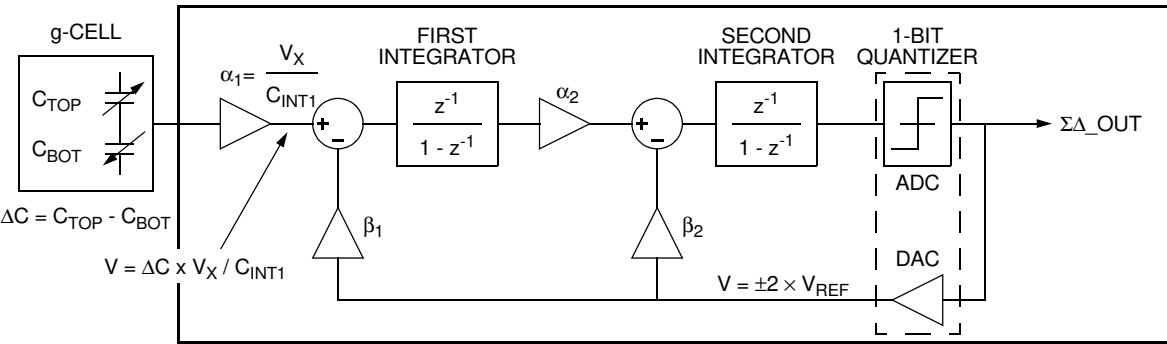 g-CELL
C_TOP
C_BOT
ΔC = C_TOP - C_BOT
α₁= V_X / C_INT1
V = ΔC x V_X / C_INT1
FIRST
INTEGRATOR
z⁻¹
1 - z⁻¹
α₂
β₁
SECOND
INTEGRATOR
z⁻¹
1 - z⁻¹
β₂
1-BIT
QUANTIZER
ADC
DAC
V = ±2 × V_REF
ΣΔ_OUT